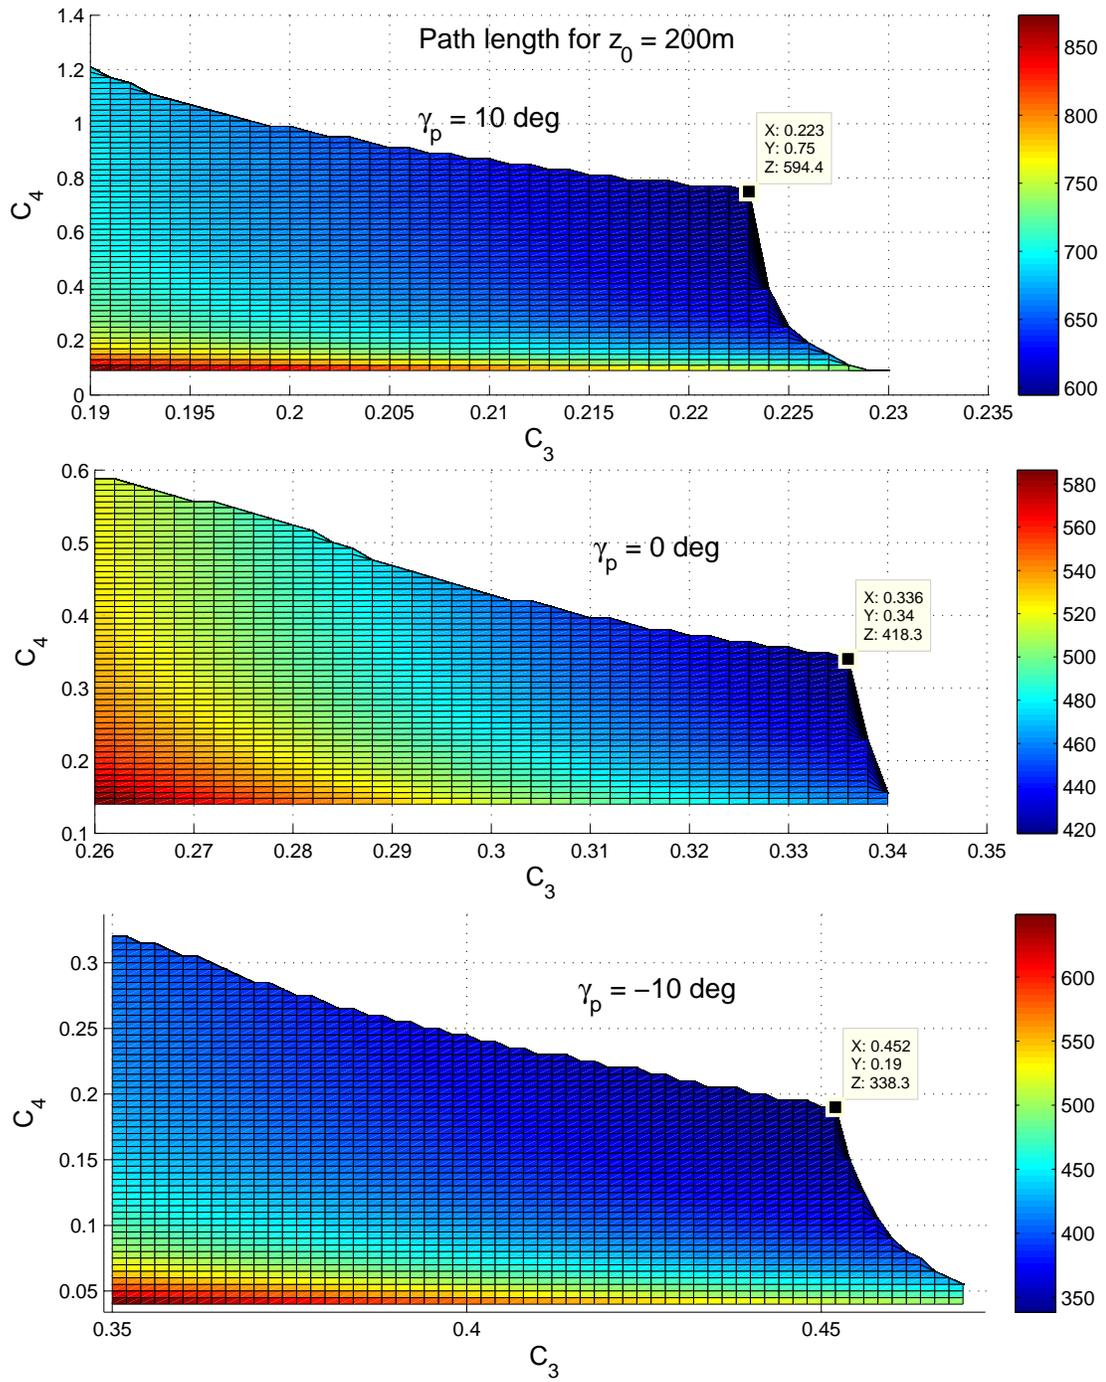 Path length for z0 = 200m
γp = 10 deg
X: 0.223
Y: 0.75
Z: 594.4
1.4
1.2
1
0.8
0.6
0.4
0.2
0
C4
0.19 0.195 0.2 0.205 0.21 0.215 0.22 0.225 0.23 0.235
C3
850
800
750
700
650
600
γp = 0 deg
X: 0.336
Y: 0.34
Z: 418.3
0.6
0.5
0.4
0.3
0.2
0.1
C4
0.26 0.27 0.28 0.29 0.3 0.31 0.32 0.33 0.34 0.35
C3
580
560
540
520
500
480
460
440
420
γp = −10 deg
X: 0.452
Y: 0.19
Z: 338.3
0.3
0.25
0.2
0.15
0.1
0.05
C4
0.35 0.4 0.45
C3
600
550
500
450
400
350